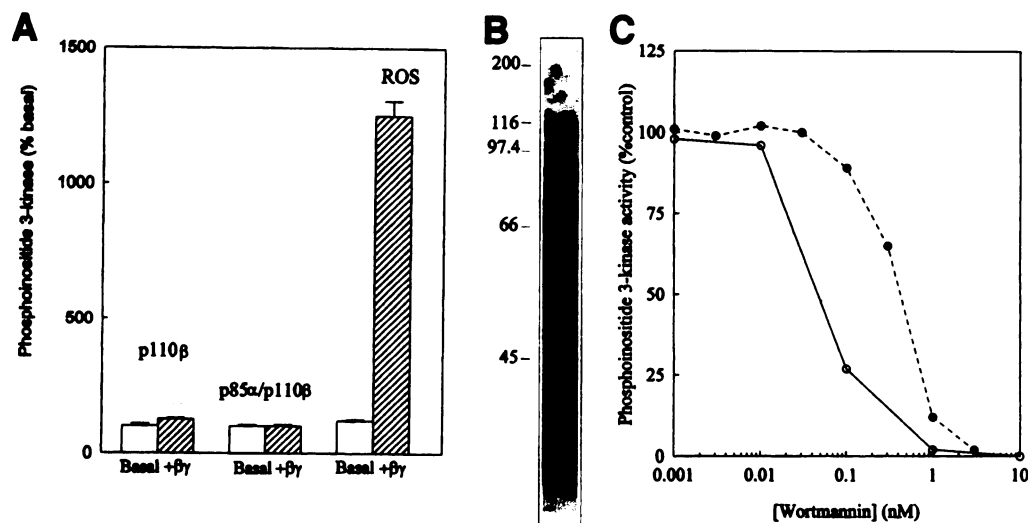 A
Phosphoinositide 3-kinase (% basal)
1500
1000
500
0
p110β
p85α/p110β
ROS
Basal +βγ
Basal +βγ
Basal +βγ
B
200
116
97.4
66
45
C
Phosphoinositide 3-kinase activity (%control)
125
100
75
50
25
0
0.001
0.01
0.1
1
10
[Wortmannin] (nM)